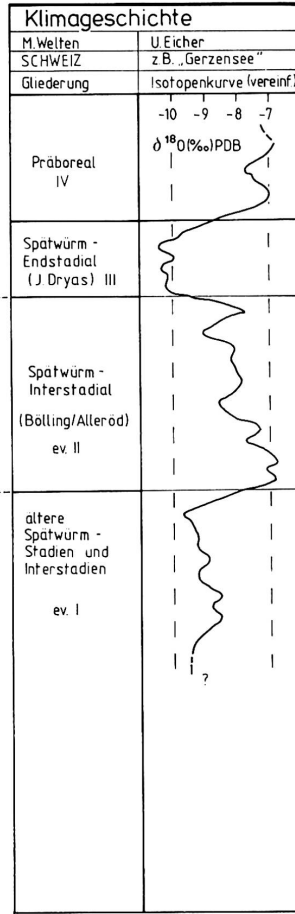 Klimageschichte
M.Welten U.Eicher
SCHWEIZ z.B. „Gerzensee"
Gliederung Isotopenkurve (vereinf.)
-10 -9 -8 -7
δ¹⁸O(‰)PDB
Präboreal
IV
Spätwürm -
Endstadial
(J. Dryas) III
Spätwürm -
Interstadial
(Bölling/Alleröd)
ev. II
ältere
Spätwürm -
Stadien und
Interstadien
ev. I
?